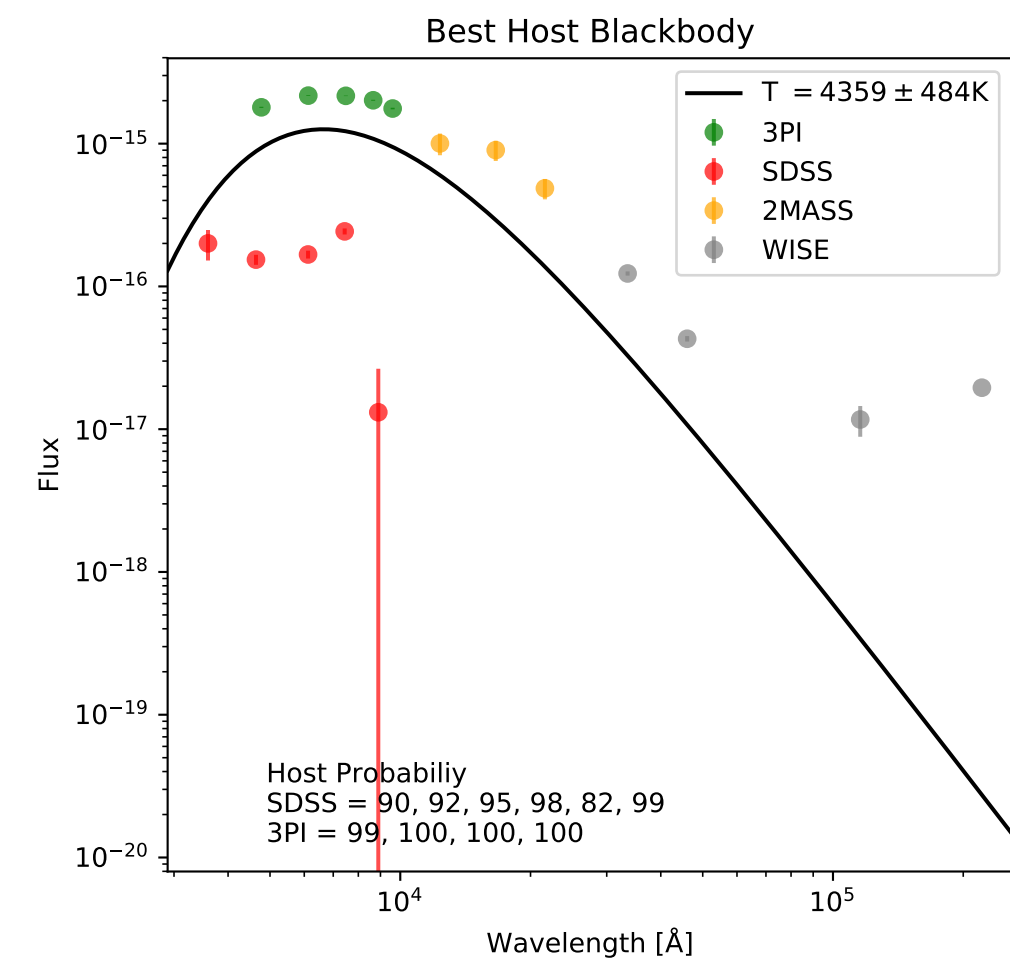 Best Host Blackbody
T = 4359 ± 484K
3PI
SDSS
2MASS
WISE
Flux
10⁻¹⁵
10⁻¹⁶
10⁻¹⁷
10⁻¹⁸
10⁻¹⁹
10⁻²⁰
Host Probabiliy
SDSS = 90, 92, 95, 98, 82, 99
3PI = 99, 100, 100, 100
10⁴
10⁵
Wavelength [Å]